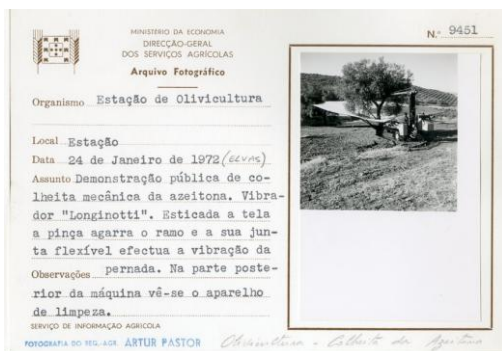 MINISTÉRIO DA ECONOMIA
DIRECÇÃO-GERAL
DOS SERVIÇOS AGRÍCOLAS
Arquivo Fotográfico
N.º 9451
Organismo Estação de Olivicultura
Local Estação
Data 24 de Janeiro de 1972 (ELVAS)
Assunto Demonstração pública de co-
lheita mecânica da azeitona. Vibra-
dor "Longinotti". Esticada a tela
a pinça agarra o ramo e a sua jun-
ta flexível efectua a vibração da
Observações pernada. Na parte poste-
rior da máquina vê-se o aparelho
de limpeza.
SERVIÇO DE INFORMAÇÃO AGRÍCOLA
FOTOGRAFIA DO REG.-AGR. ARTUR PASTOR
Olivicultura - Colheita da Azeitona